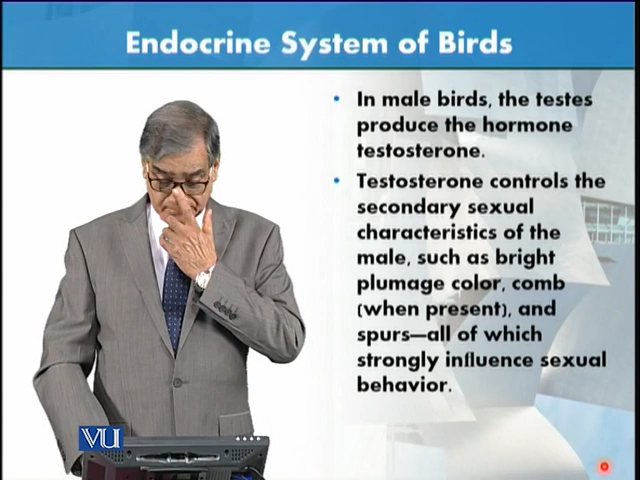 Endocrine System of Birds
• In male birds, the testes
produce the hormone
testosterone.
• Testosterone controls the
secondary sexual
characteristics of the
male, such as bright
plumage color, comb
(when present), and
spurs—all of which
strongly influence sexual
behavior.
VU